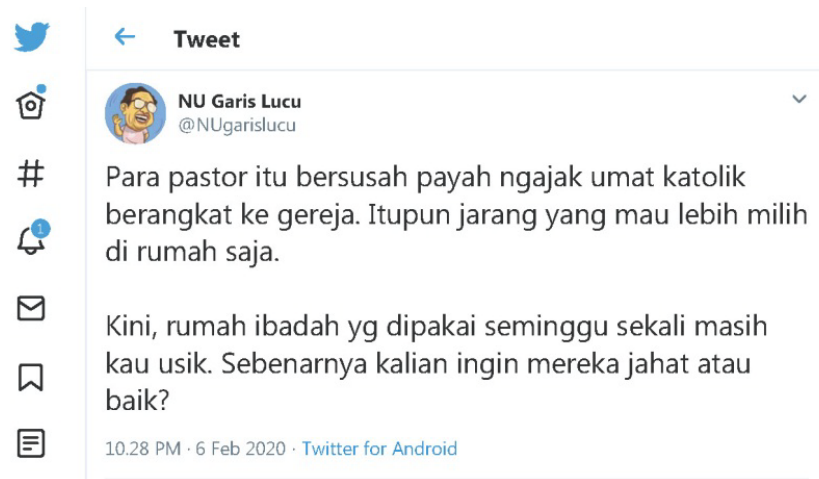 Tweet
NU Garis Lucu
@NUgarislucu
Para pastor itu bersusah payah ngajak umat katolik
berangkat ke gereja. Itupun jarang yang mau lebih milih
di rumah saja.
Kini, rumah ibadah yg dipakai seminggu sekali masih
kau usik. Sebenarnya kalian ingin mereka jahat atau
baik?
1
10.28 PM · 6 Feb 2020 · Twitter for Android